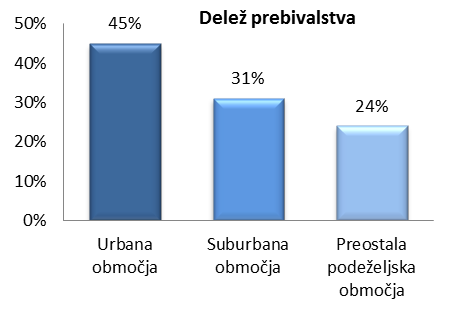 Delež prebivalstva
50%
40%
30%
20%
10%
0%
45%
31%
24%
Urbana
območja
Suburbana
območja
Preostala
podeželjska
območja